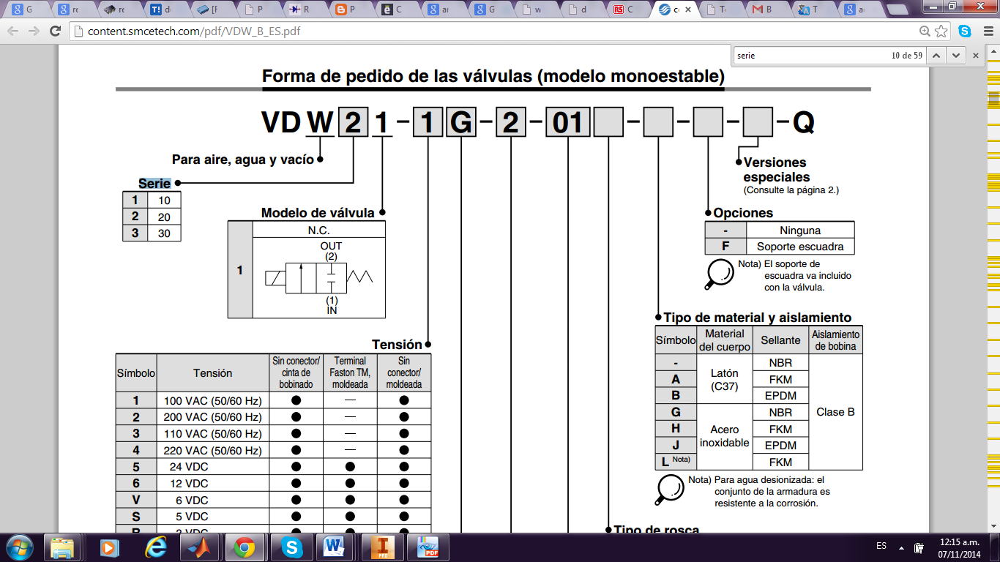 G
re
re
T! d
[F
P
R
P
C
a
G
w
d
RS C
c
T
B
T
a
content.smcetech.com/pdf/VDW_B_ES.pdf
serie 10 de 59
Forma de pedido de las válvulas (modelo monoestable)
VD W 2 1 – 1 G – 2 – 01 – – – Q
Para aire, agua y vacío
Versiones
especiales
(Consulte la página 2.)
Serie
1 10
2 20
3 30
Modelo de válvula
N.C.
OUT
(2)
1
(1)
IN
Opciones
- Ninguna
F Soporte escuadra
Nota) El soporte de
escuadra va incluido
con la válvula.
Tipo de material y aislamiento
Símbolo Material del cuerpo Sellante Aislamiento de bobina
- Latón (C37) NBR Clase B
A FKM
B EPDM
G Acero inoxidable NBR
H FKM
J EPDM
L Nota) FKM
Nota) Para agua desionizada: el
conjunto de la armadura es
resistente a la corrosión.
Tensión
Símbolo Tensión Sin conector/ cinta de bobinado Terminal Faston TM, moldeada Sin conector/ moldeada
1 100 VAC (50/60 Hz) ● — ●
2 200 VAC (50/60 Hz) ● — ●
3 110 VAC (50/60 Hz) ● — ●
4 220 VAC (50/60 Hz) ● — ●
5 24 VDC ● ● ●
6 12 VDC ● ● ●
V 6 VDC ● ● ●
S 5 VDC ● ● ●
R 3 VDC ● ● ●
Tipo de rosca
PRO
PDF
ES
12:15 a.m.
07/11/2014